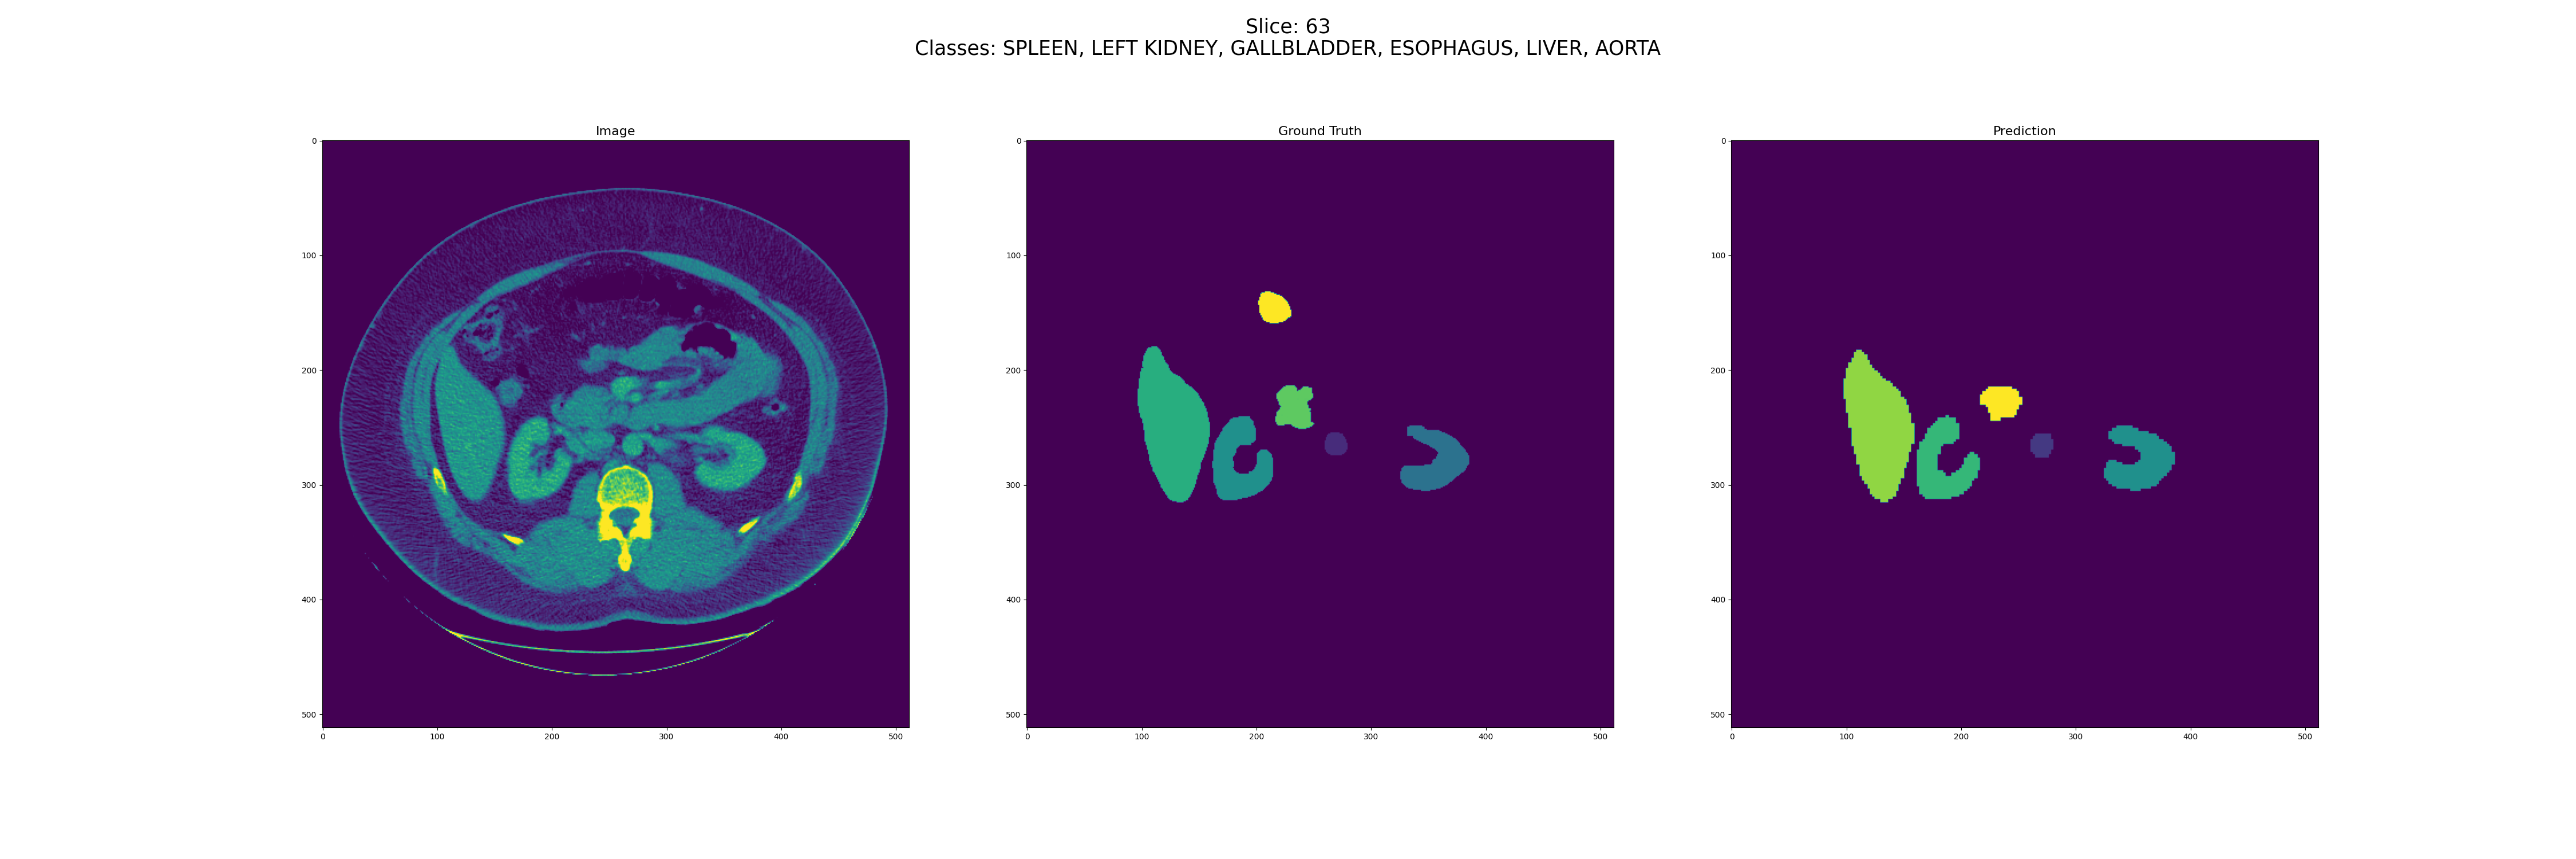 Slice: 63
Classes: SPLEEN, LEFT KIDNEY, GALLBLADDER, ESOPHAGUS, LIVER, AORTA
Image
0
100
200
300
400
500
0 100 200 300 400 500
Ground Truth
0
100
200
300
400
500
0 100 200 300 400 500
Prediction
0
100
200
300
400
500
0 100 200 300 400 500